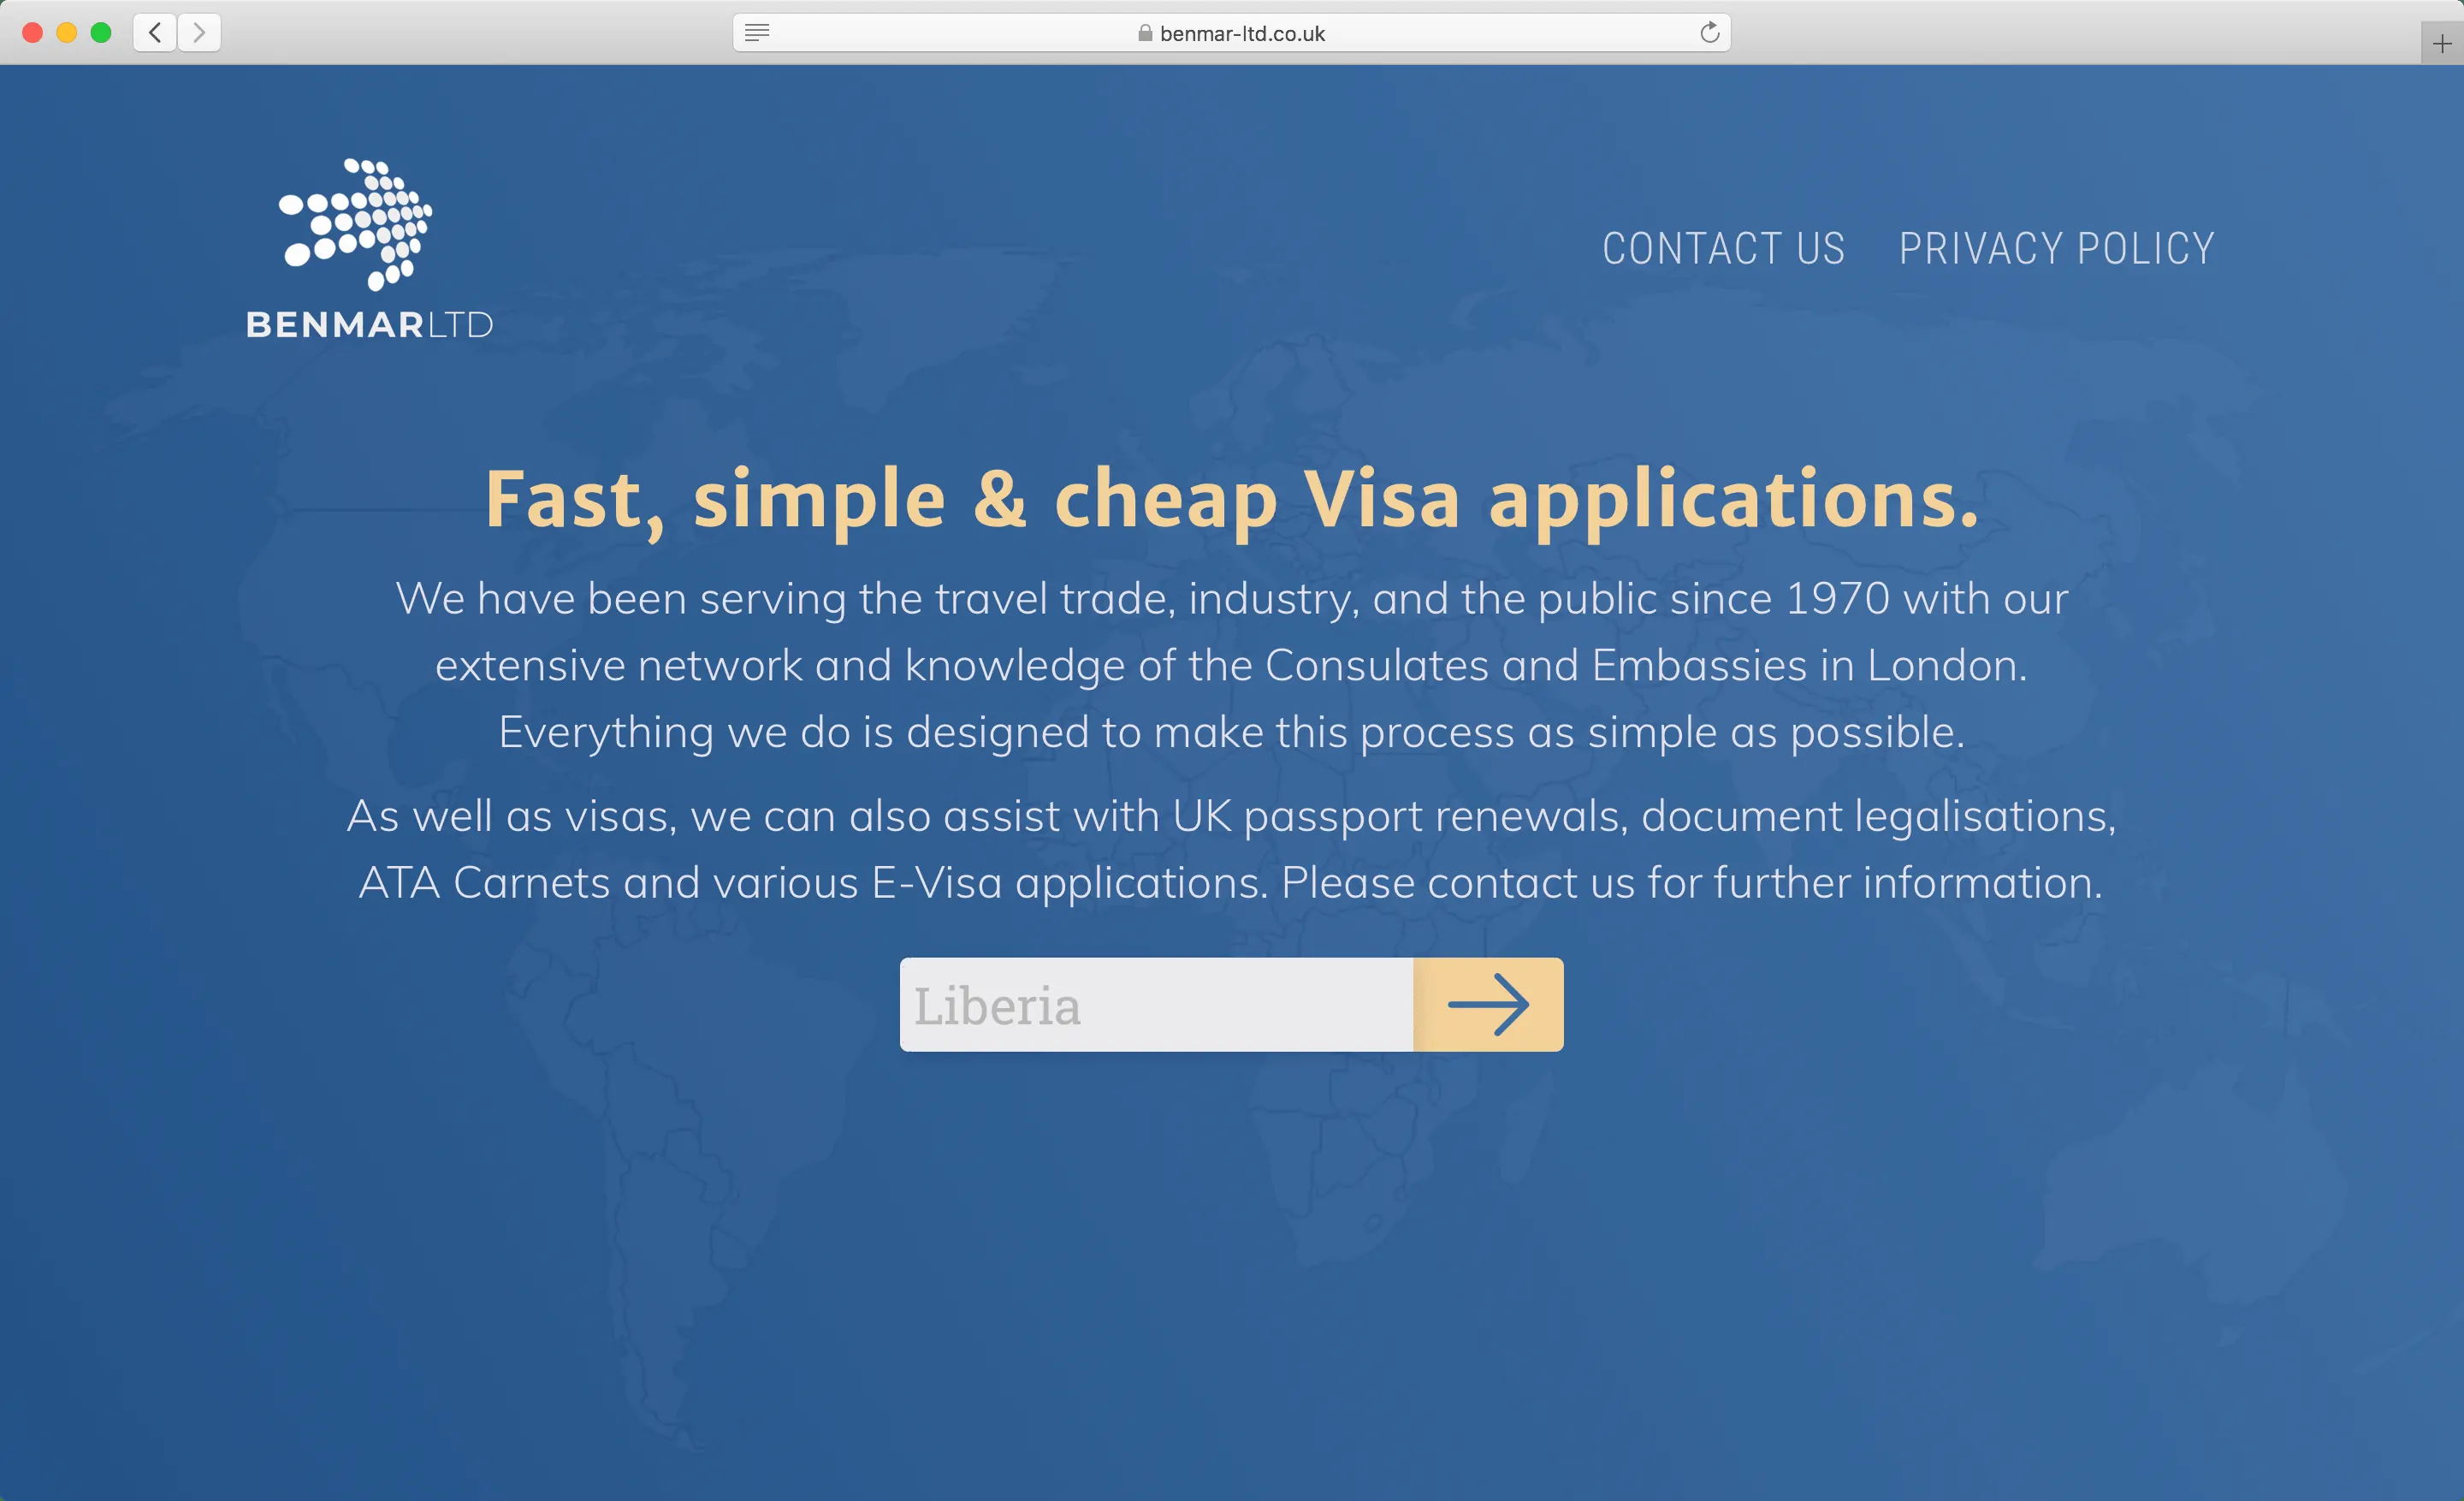 benmar-ltd.co.uk
BENMARLTD
CONTACT US PRIVACY POLICY
Fast, simple & cheap Visa applications.
We have been serving the travel trade, industry, and the public since 1970 with our
extensive network and knowledge of the Consulates and Embassies in London.
Everything we do is designed to make this process as simple as possible.
As well as visas, we can also assist with UK passport renewals, document legalisations,
ATA Carnets and various E-Visa applications. Please contact us for further information.
Liberia